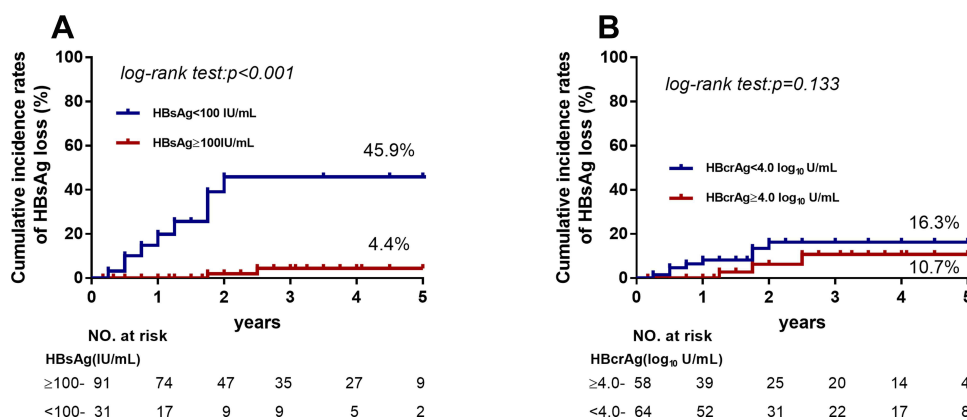 A
Cumulative incidence rates
of HBsAg loss (%)
100
80
60
40
20
0
log-rank test:p<0.001
HBsAg<100 IU/mL
HBsAg≥100IU/mL
45.9%
4.4%
0 1 2 3 4 5
years
NO. at risk
HBsAg(IU/mL)
≥100- 91 74 47 35 27 9
<100- 31 17 9 9 5 2
B
Cumulative incidence rates
of HBsAg loss (%)
100
80
60
40
20
0
log-rank test:p=0.133
HBcrAg<4.0 log₁₀ U/mL
HBcrAg≥4.0 log₁₀ U/mL
16.3%
10.7%
0 1 2 3 4 5
years
NO. at risk
HBcrAg(log₁₀ U/mL)
≥4.0- 58 39 25 20 14 4
<4.0- 64 52 31 22 17 8